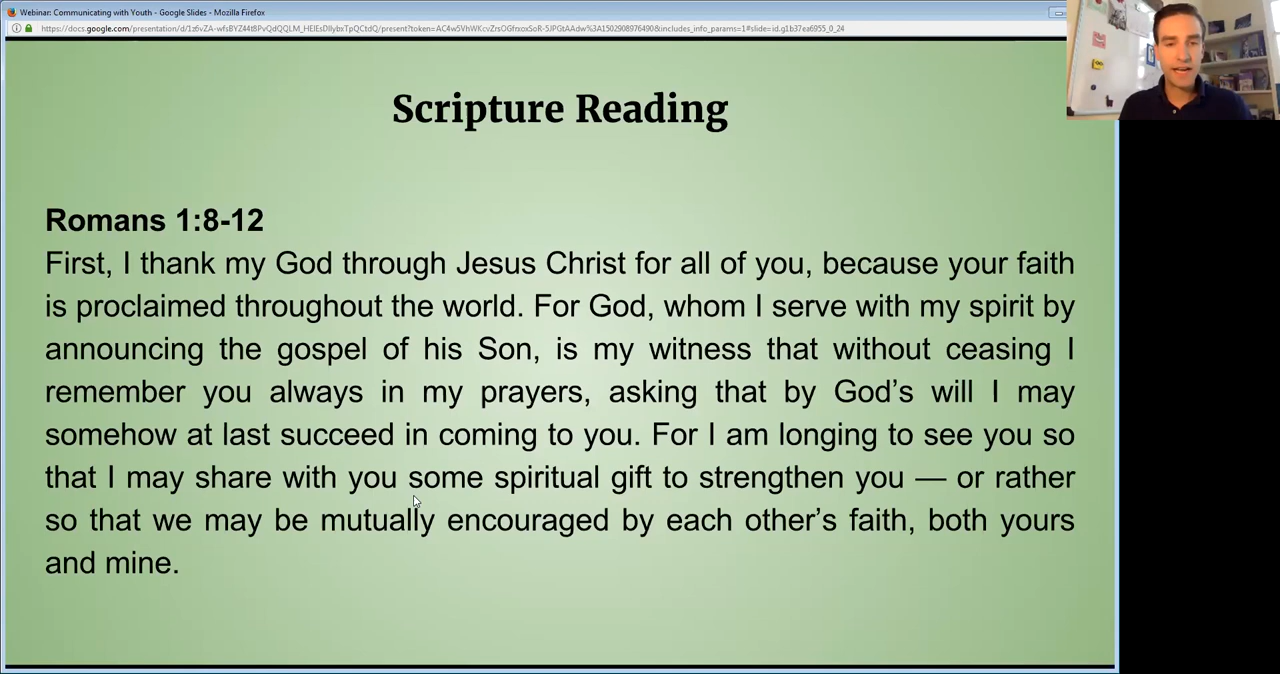 Webinar: Communicating with Youth - Google Slides - Mozilla Firefox
Scripture Reading
Romans 1:8-12
First, I thank my God through Jesus Christ for all of you, because your faith
is proclaimed throughout the world. For God, whom I serve with my spirit by
announcing the gospel of his Son, is my witness that without ceasing I
remember you always in my prayers, asking that by God’s will I may
somehow at last succeed in coming to you. For I am longing to see you so
that I may share with you some spiritual gift to strengthen you — or rather
so that we may be mutually encouraged by each other’s faith, both yours
and mine.